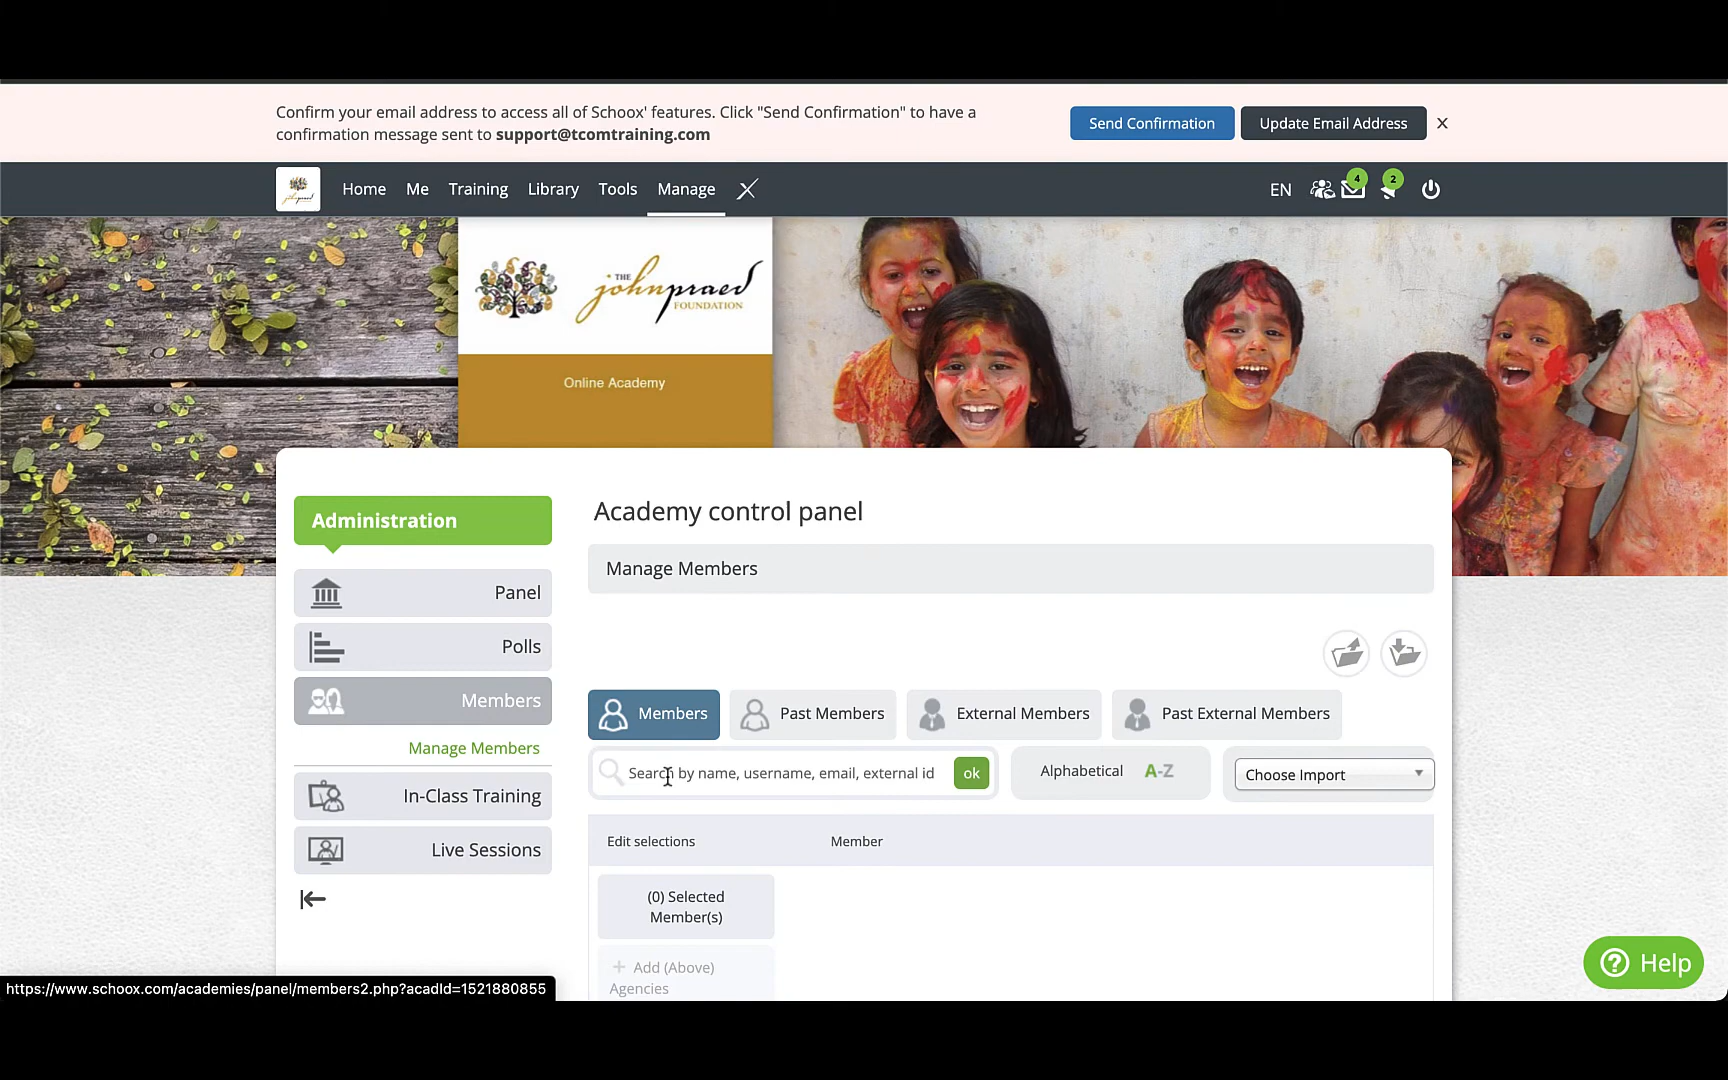 Confirm your email address to access all of Schoox' features. Click "Send Confirmation" to have a
confirmation message sent to support@tcomtraining.com
Send Confirmation
Update Email Address
X
johnpraed
Home
Me
Training
Library
Tools
Manage
EN
4
2
THE
johnpraed
FOUNDATION
Online Academy
Administration
Academy control panel
Manage Members
Panel
Polls
Members
Manage Members
In-Class Training
Live Sessions
Members
Past Members
External Members
Past External Members
Search by name, username, email, external id
ok
Alphabetical A-Z
Choose Import
Edit selections
Member
(0) Selected
Member(s)
+ Add (Above)
Agencies
? Help
https://www.schoox.com/academies/panel/members2.php?acadId=1521880855